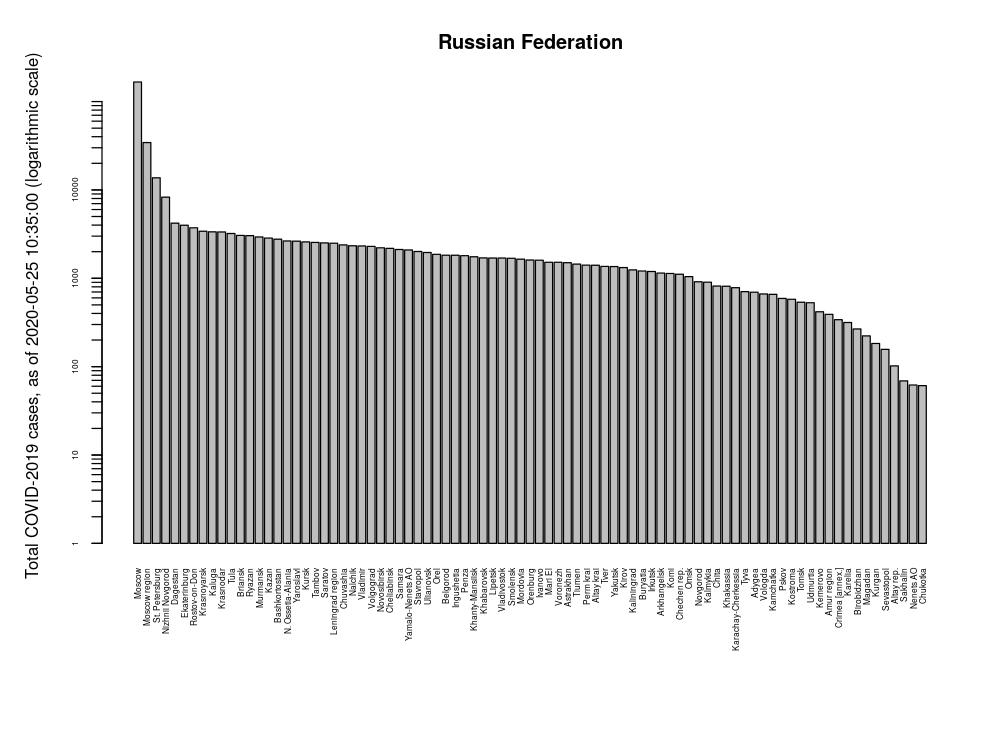 Russian Federation
Total COVID-2019 cases, as of 2020-05-25 10:35:00 (logarithmic scale)
10000
1000
100
10
1
Moscow
Moscow region
St. Petersburg
Nizhnii Novgorod
Dagestan
Ekaternburg
Rostov-on-Don
Krasnoyarsk
Kaluga
Krasnodar
Tula
Briansk
Ryazan
Murmansk
Kazan
Bashkortostan
N.Ossetia-Alania
Yaroslavl
Kursk
Tambov
Saratov
Leningrad region
Chuvashia
Nalchik
Vladimir
Volgograd
Novosibirsk
Cheliabinsk
Samara
Yamalo-Nenets AO
Stavropol
Ulianovsk
Orel
Belgorod
Ingushetia
Penza
Khanty-Mansiisk
Khabarovsk
Lipetsk
Vladivostok
Smolensk
Mordovia
Orenburg
Ivanovo
Mari El
Voronezh
Astrakhan
Tiumen
Perm krai
Altay krai
Tver
Yakutsk
Kirov
Kaliningrad
Buryatia
Irkutsk
Arkhangelsk
Komi
Chechen rep.
Omsk
Novgorod
Kalmykia
Chita
Khakassia
Karachay-Cherkessia
Tyva
Adygea
Vologda
Kamchatka
Pskov
Kostroma
Tomsk
Udmurtia
Kemerovo
Amur region
Crimea [annex.]
Karelia
Birobidzhan
Magadan
Kurgan
Sevastopol
Altay rep.
Sakhalin
Nenets AO
Chukotka